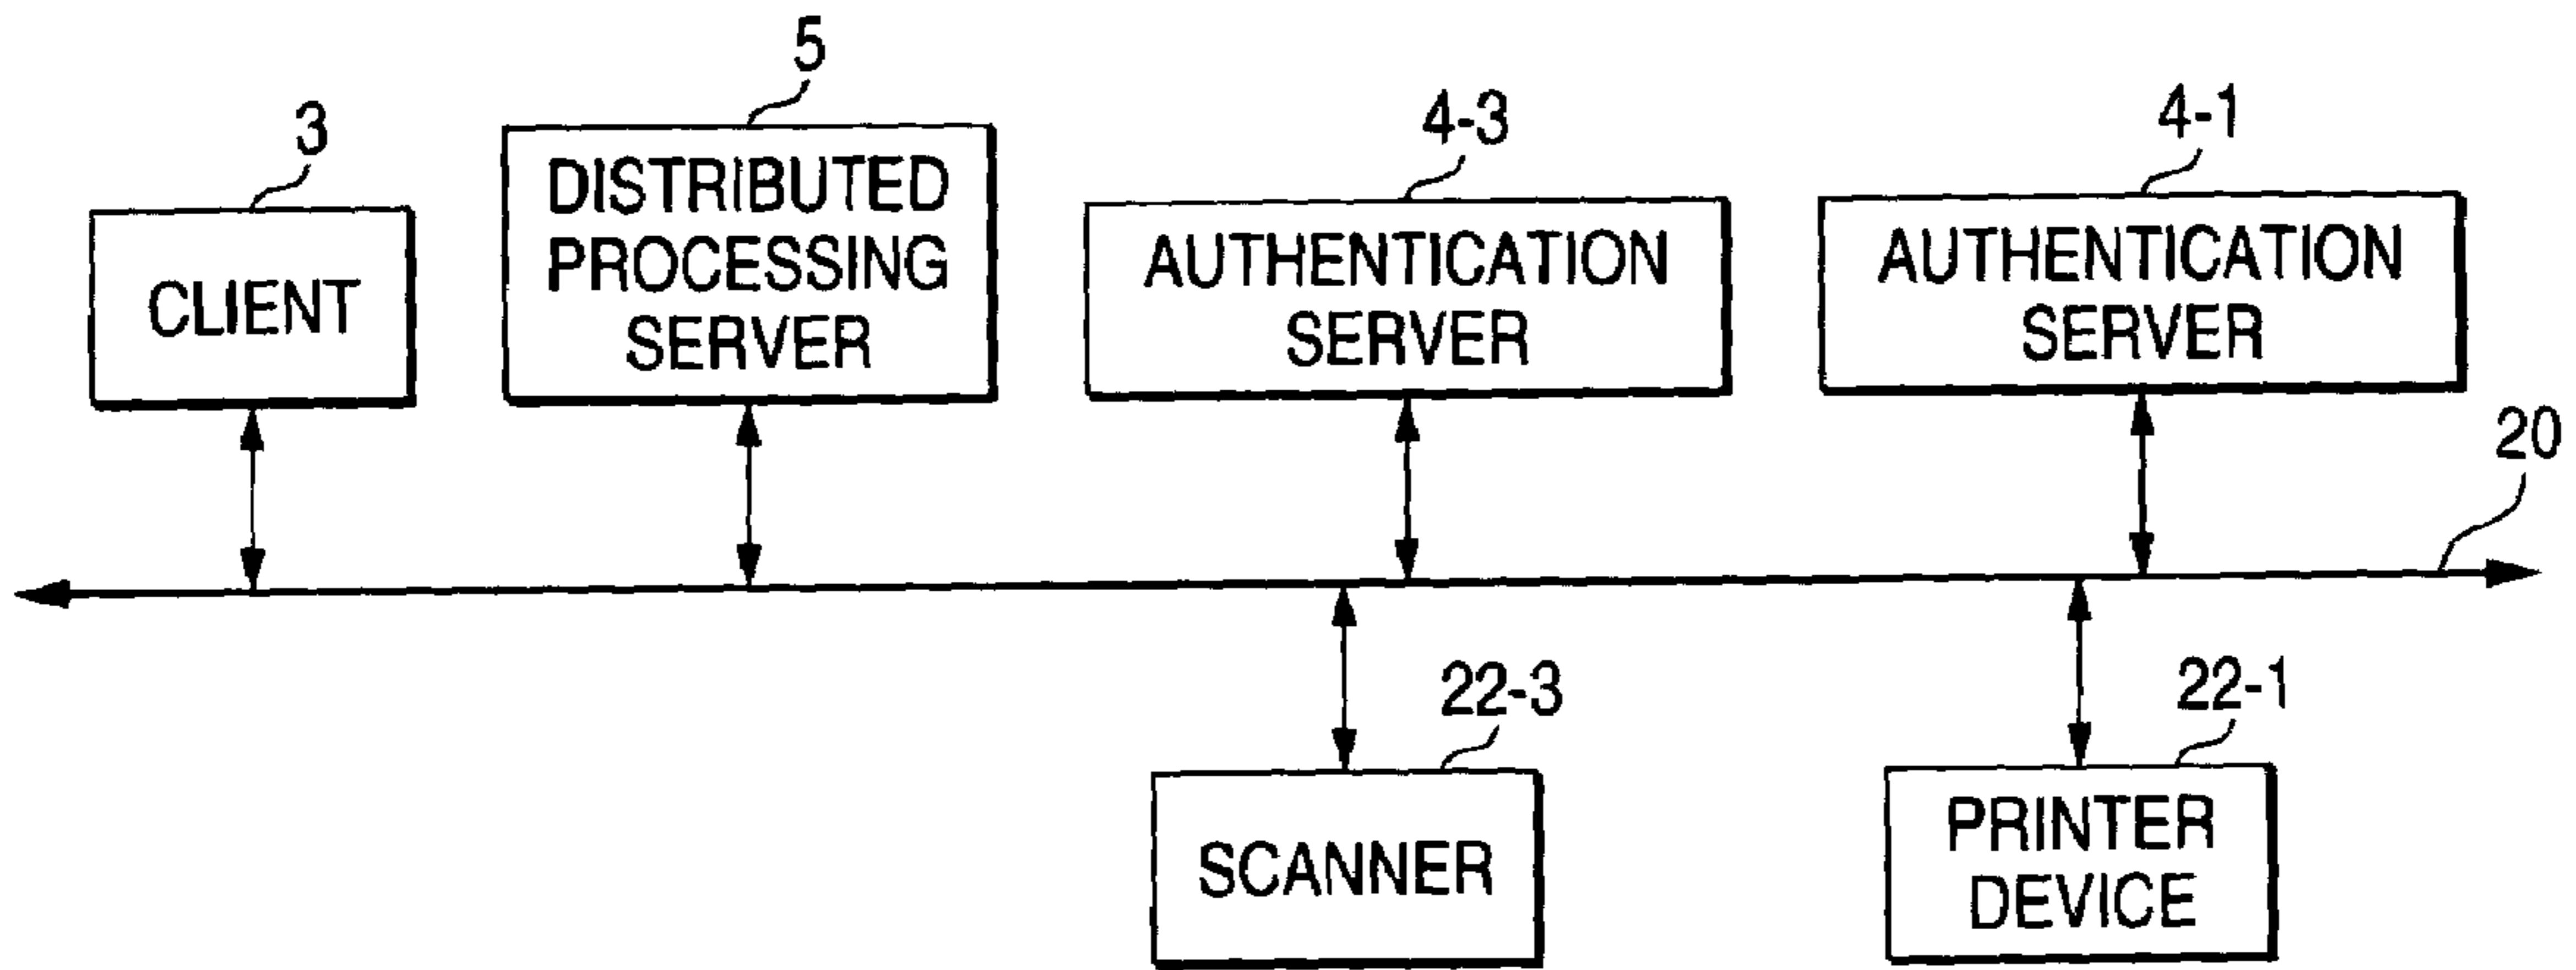 5
3
4-3
4-1
DISTRIBUTED
PROCESSING
SERVER
CLIENT
AUTHENTICATION
SERVER
AUTHENTICATION
SERVER
20
22-3
22-1
SCANNER
PRINTER
DEVICE